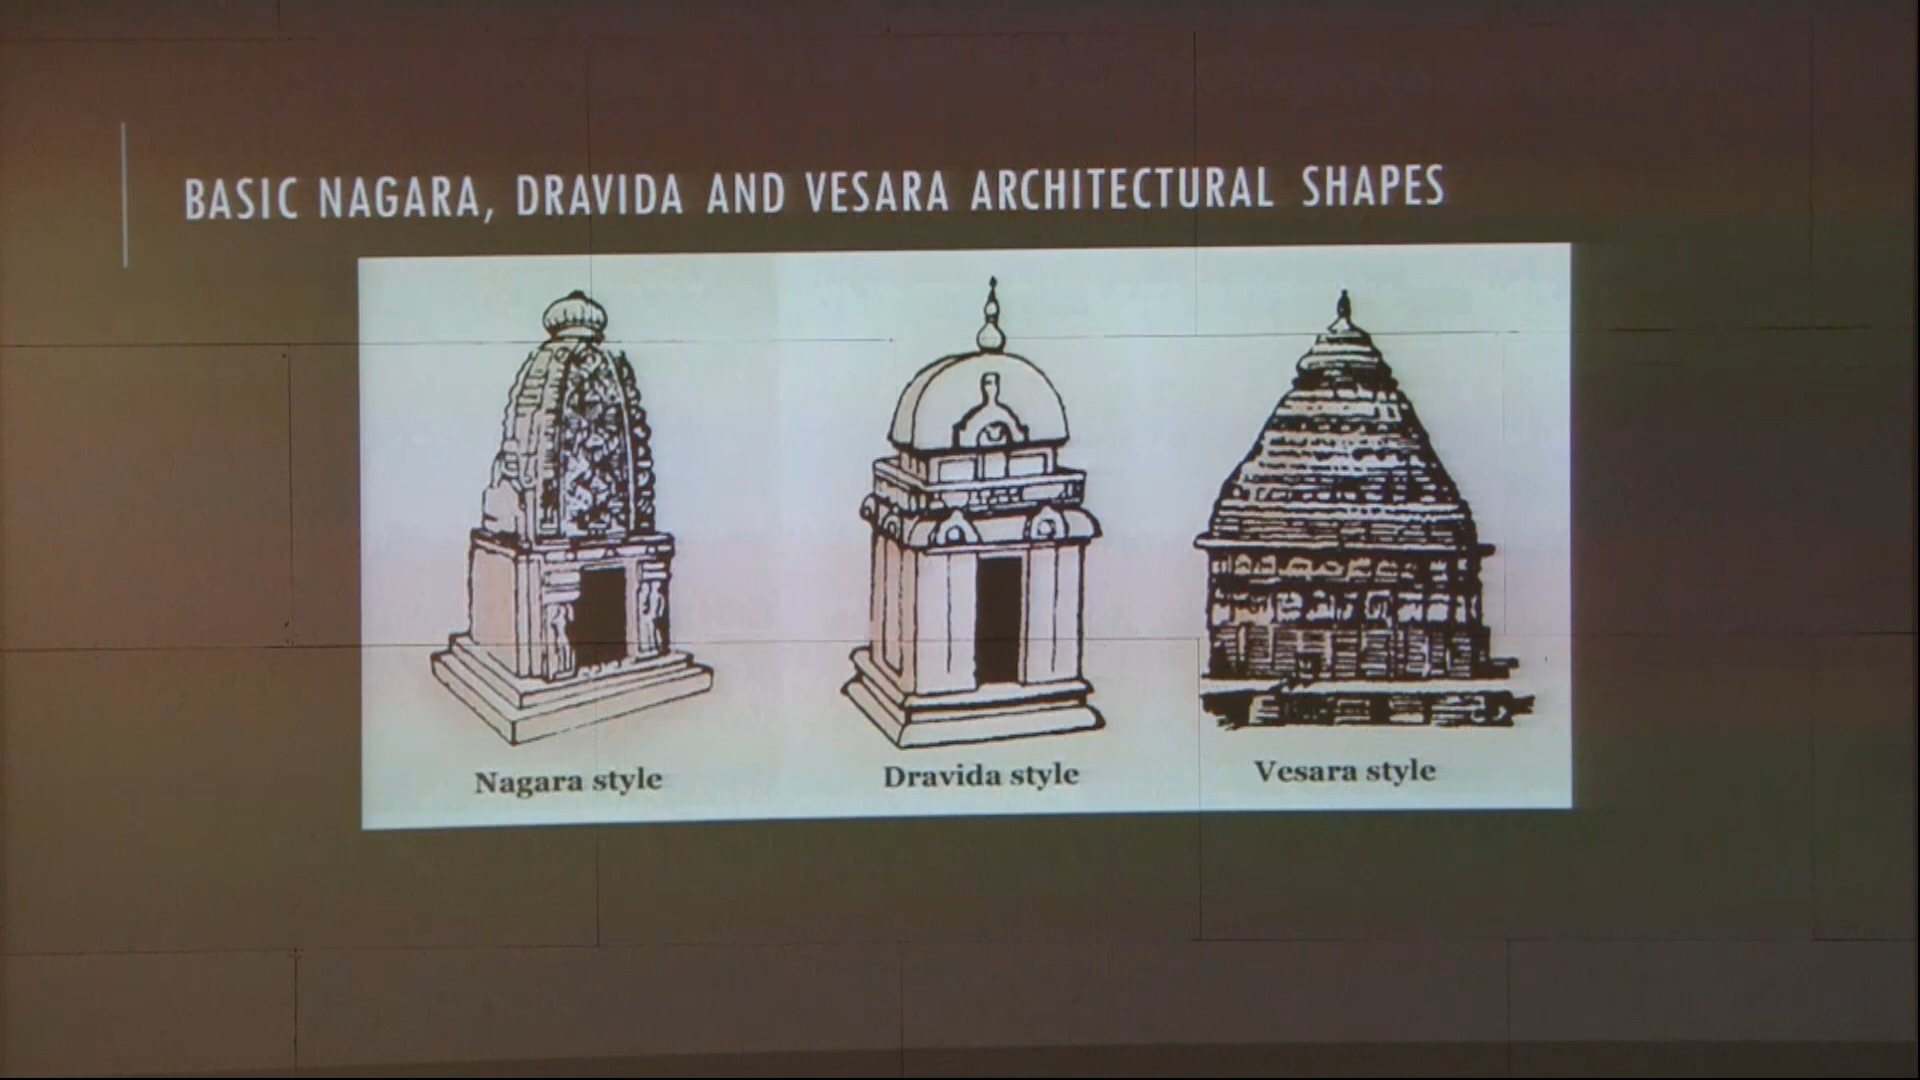 BASIC NAGARA, DRAVIDA AND VESARA ARCHITECTURAL SHAPES
Nagara style
Dravida style
Vesara style